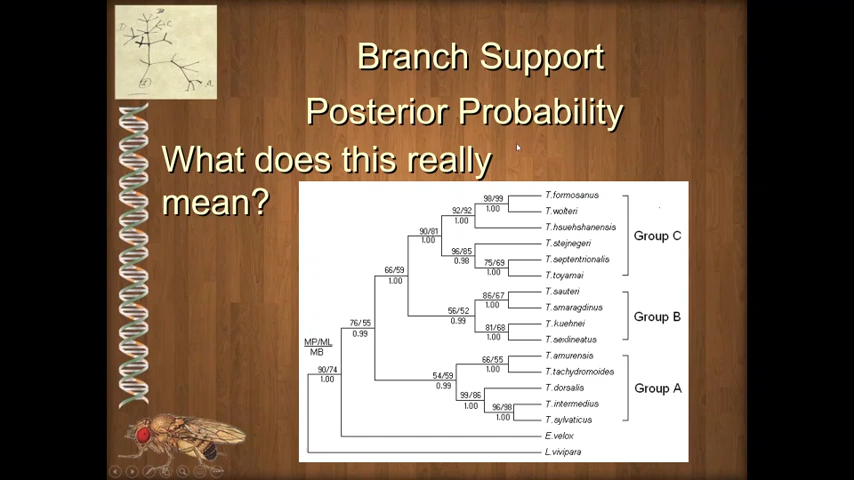 Branch Support
Posterior Probability
What does this really
mean?
98/99
1.00
T.formosanus
T.wolteri
92/92
1.00
T.hsuehshanensis
90/81
1.00
Group C
T.stejnegeri
96/85
0.98
75/69
1.00
T.septentrionalis
T.toyamai
66/59
1.00
T.sauteri
86/67
1.00
T.smaragdinus
56/52
0.99
Group B
T.kuehnei
81/68
1.00
T.sexlineatus
76/55
0.99
MP/ML
MB
T.amurensis
66/55
1.00
T.tachydromoides
90/74
1.00
54/59
0.99
T.dorsalis
Group A
99/86
1.00
T.intermedius
96/98
1.00
T.sylvaticus
E.velox
L.vivipara